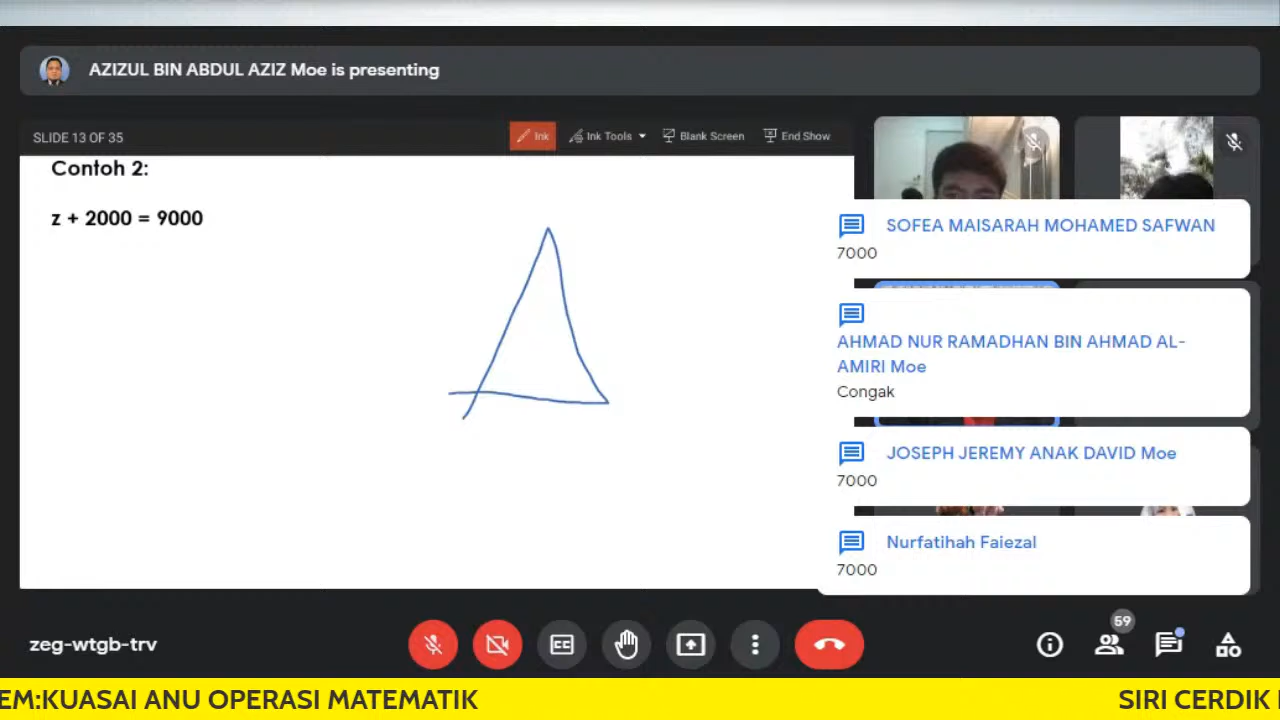 AZIZUL BIN ABDUL AZIZ Moe is presenting
SLIDE 13 OF 35
Ink
Ink Tools
Blank Screen
End Show
Contoh 2:
z + 2000 = 9000
SOFEA MAISARAH MOHAMED SAFWAN
7000
AHMAD NUR RAMADHAN BIN AHMAD AL-
AMIRI Moe
Congak
JOSEPH JEREMY ANAK DAVID Moe
7000
Nurfatihah Faiezal
7000
zeg-wtgb-trv
CC
59
EM:KUASAI ANU OPERASI MATEMATIK
SIRI CERDIK